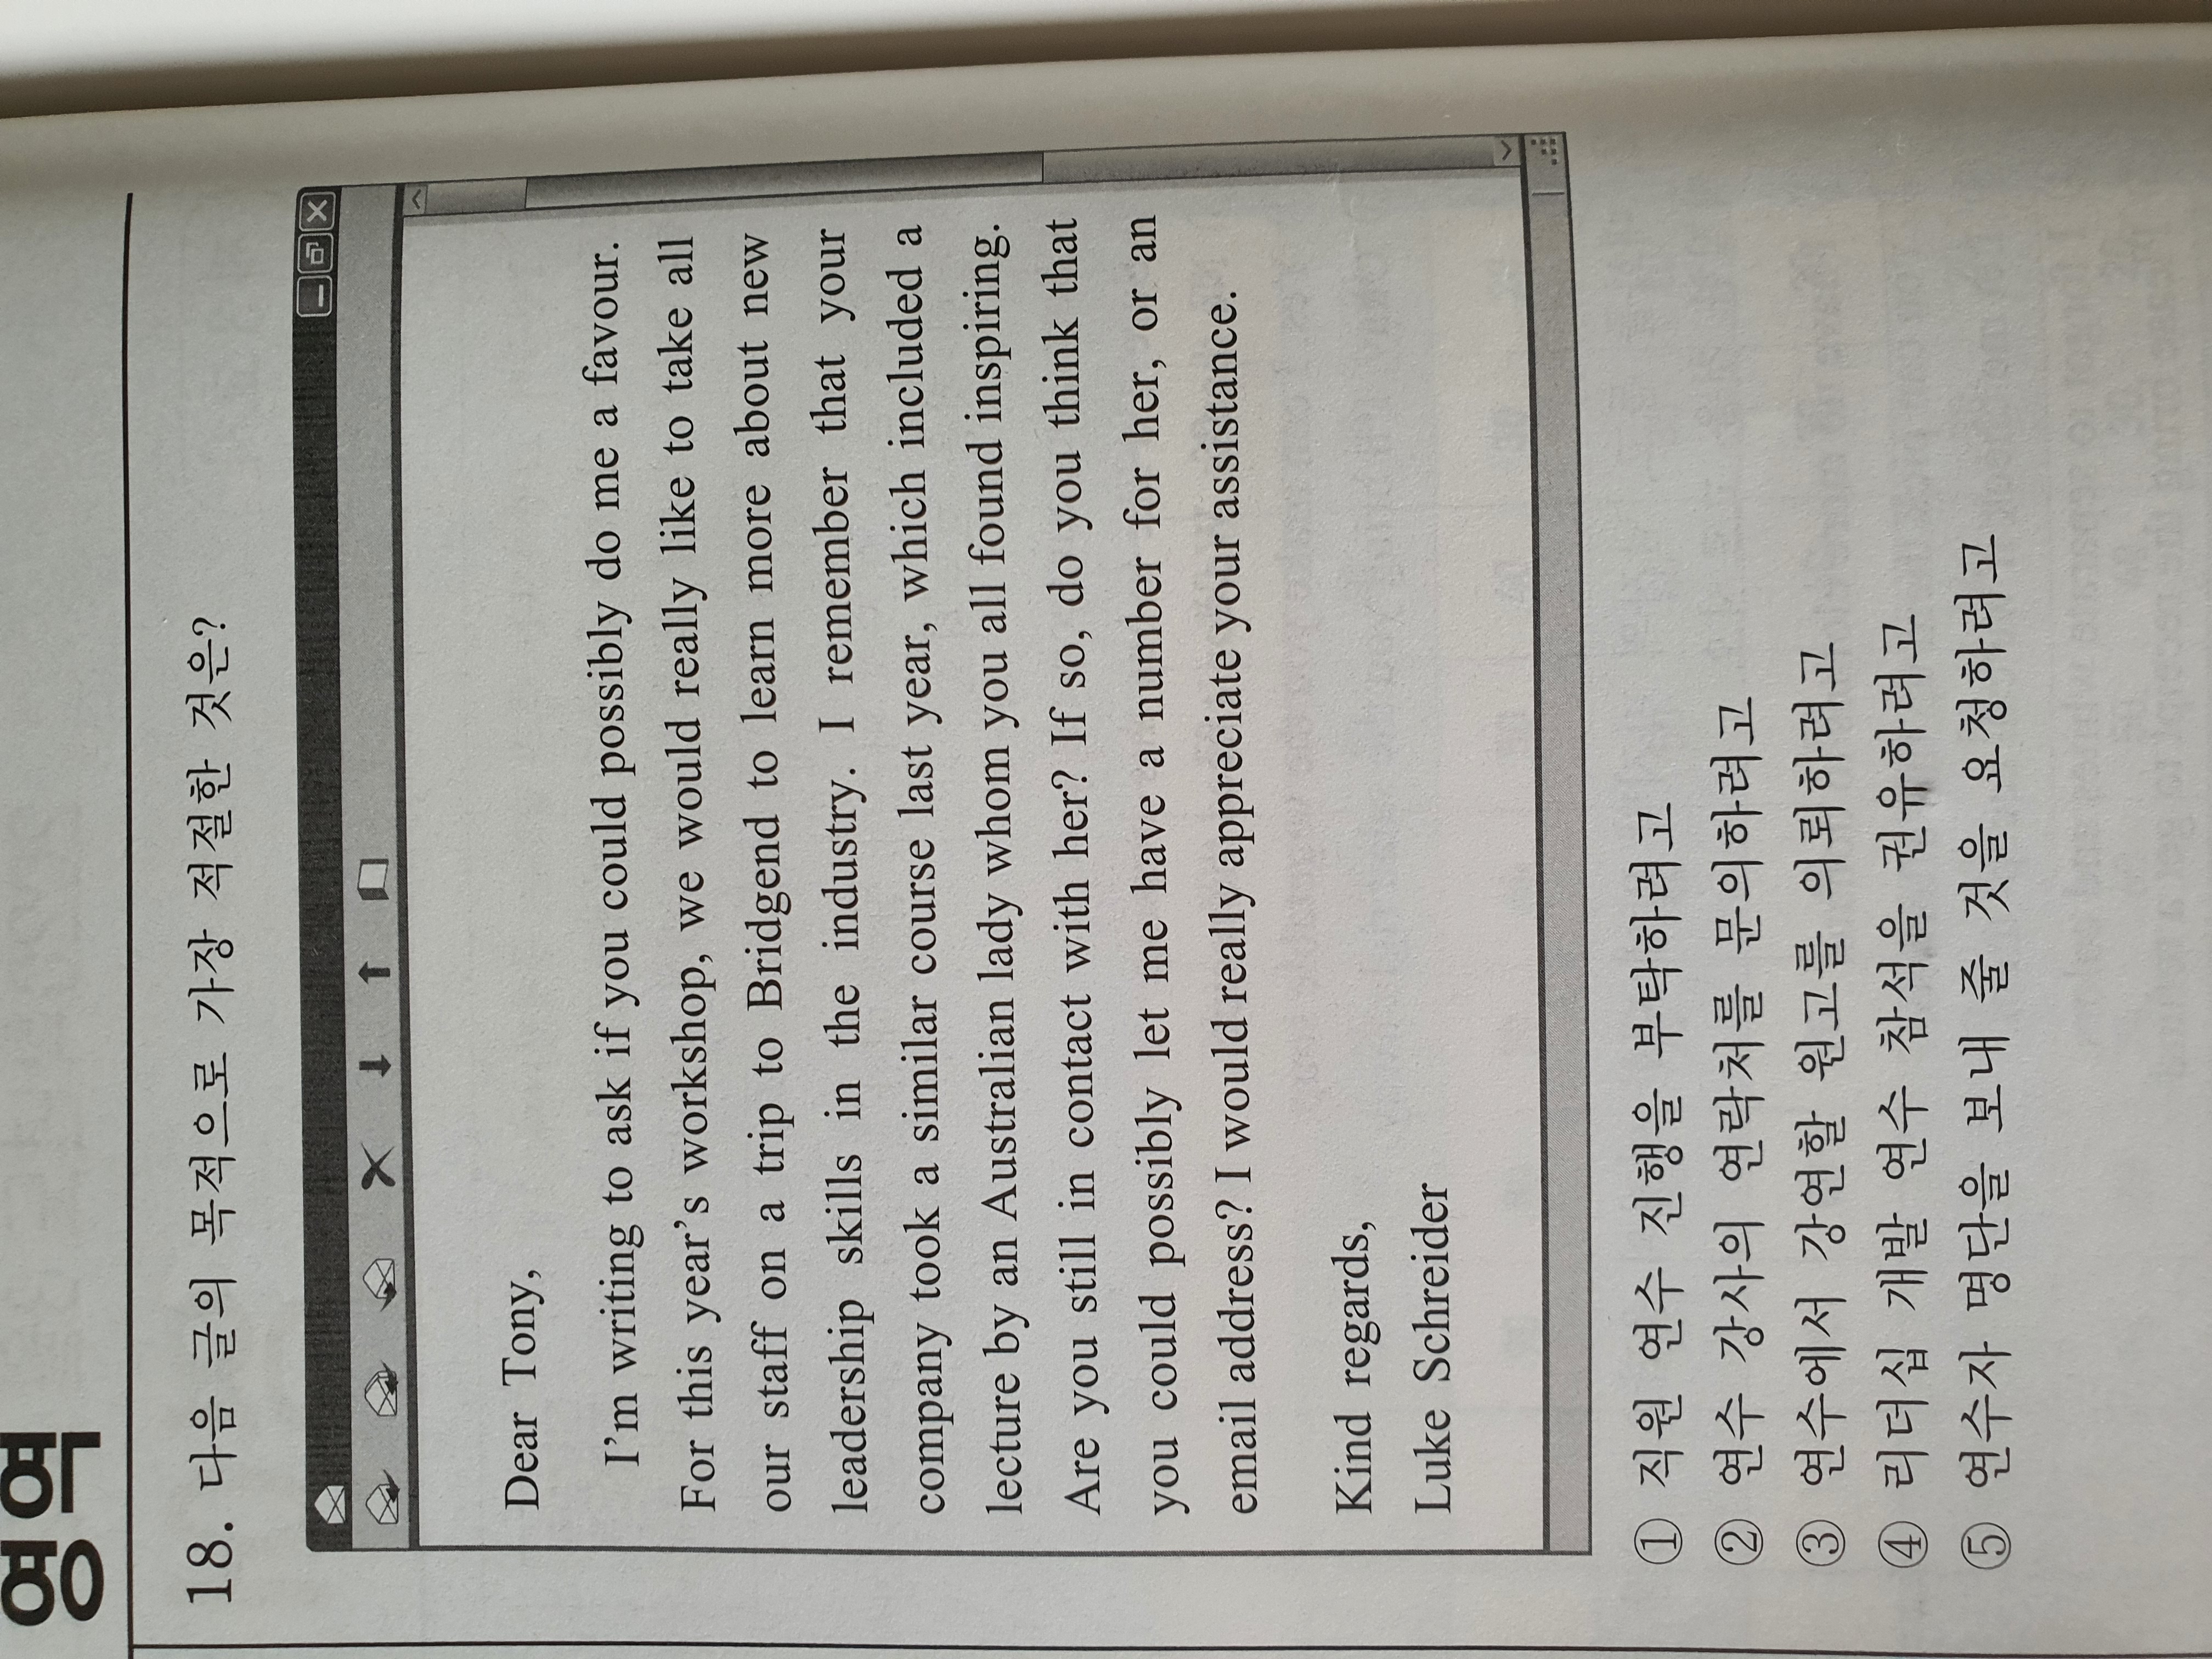 영역
18. 다음 글의 목적으로 가장 적절한 것은?
Dear Tony,
I'm writing to ask if you could possibly do me a favour.
For this year's workshop, we would really like to take all
our staff on a trip to Bridgend to learn more about new
leadership skills in the industry. I remember that your
company took a similar course last year, which included a
lecture by an Australian lady whom you all found inspiring.
Are you still in contact with her? If so, do you think that
you could possibly let me have a number for her, or an
email address? I would really appreciate your assistance.
Kind regards,
Luke Schreider
① 직원 연수 진행을 부탁하려고
② 연수 강사의 연락처를 문의하려고
③ 연수에서 강연할 원고를 의뢰하려고
④ 리더십 개발 연수 참석을 권유하려고
⑤ 연수자 명단을 보내 줄 것을 요청하려고